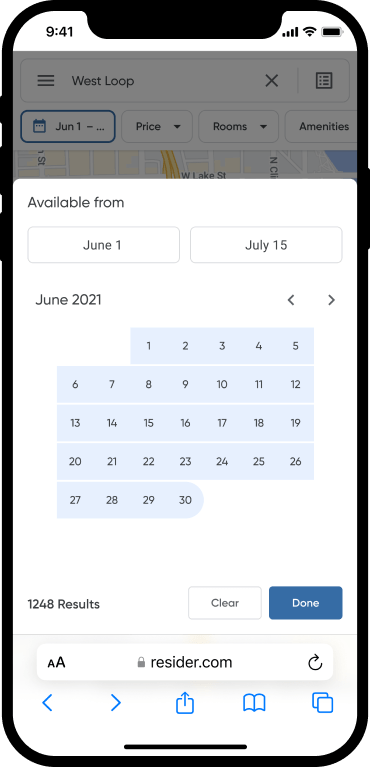 9:41
West Loop
Jun 1 – ...
Price
Rooms
Amenities
W Lake St
Available from
June 1
July 15
June 2021
1 2 3 4 5
6 7 8 9 10 11 12
13 14 15 16 17 18 19
20 21 22 23 24 25 26
27 28 29 30
1248 Results
Clear
Done
AA
resider.com